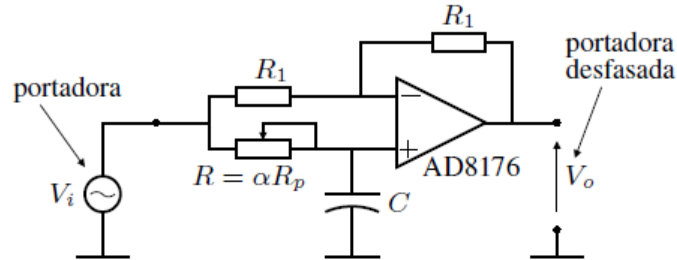 portadora
desfasada
R₁
R₁
portadora
−
+
AD8176
R = αRₚ
Vᵢ
C
Vₒ